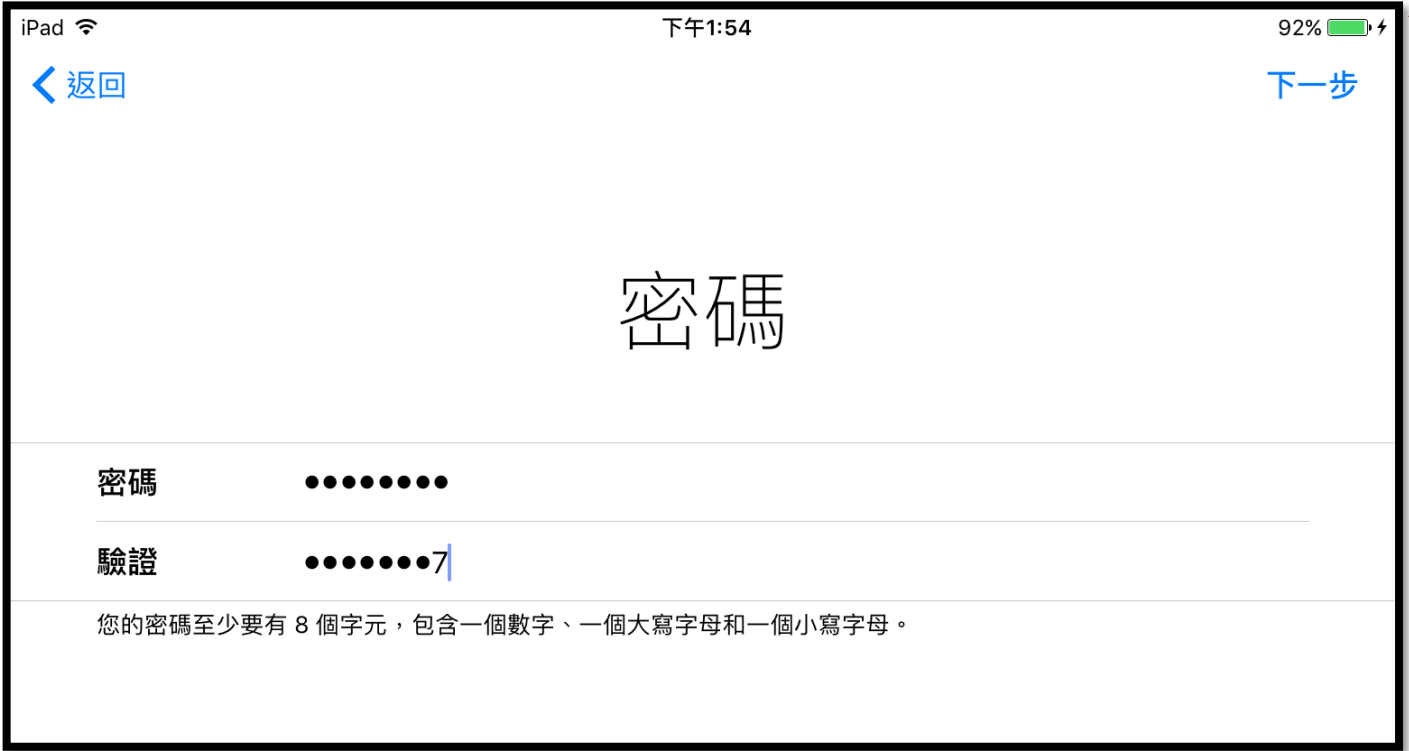 iPad 下午1:54 92%
返回 下一步
密碼
密碼 ••••••••
驗證 •••••••7
您的密碼至少要有 8 個字元，包含一個數字、一個大寫字母和一個小寫字母。